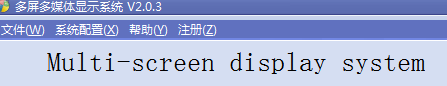 多屏多媒体显示系统 V2.0.3
文件(W) 系统配置(X) 帮助(Y) 注册(Z)
Multi-screen display system